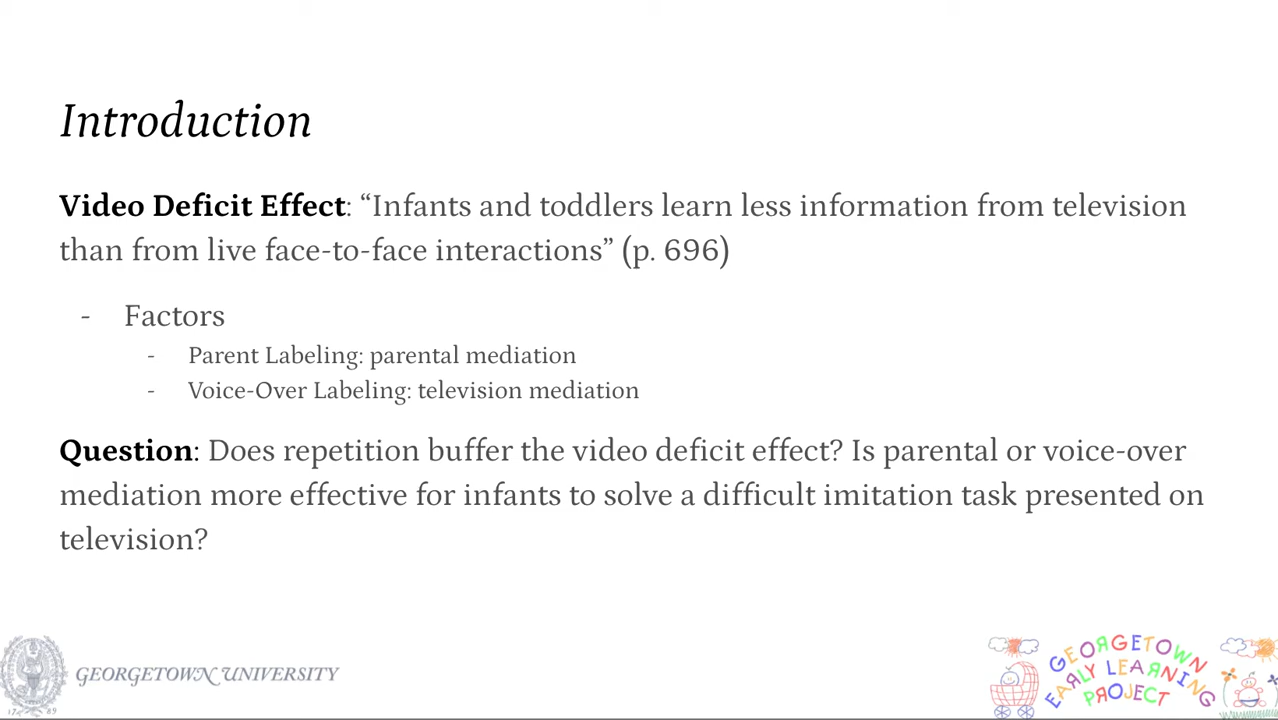 Introduction
Video Deficit Effect: “Infants and toddlers learn less information from television
than from live face-to-face interactions” (p. 696)
- Factors
- Parent Labeling: parental mediation
- Voice-Over Labeling: television mediation
Question: Does repetition buffer the video deficit effect? Is parental or voice-over
mediation more effective for infants to solve a difficult imitation task presented on
television?
GEORGETOWN UNIVERSITY
17 89
GEORGETOWN
EARLY LEARNING
PROJECT